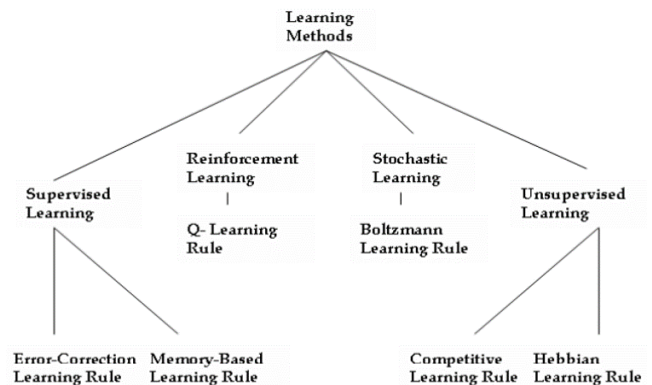 Learning
Methods
Reinforcement
Learning
Stochastic
Learning
Supervised
Learning
Unsupervised
Learning
Q- Learning
Rule
Boltzmann
Learning Rule
Error-Correction
Learning Rule
Memory-Based
Learning Rule
Competitive
Learning Rule
Hebbian
Learning Rule